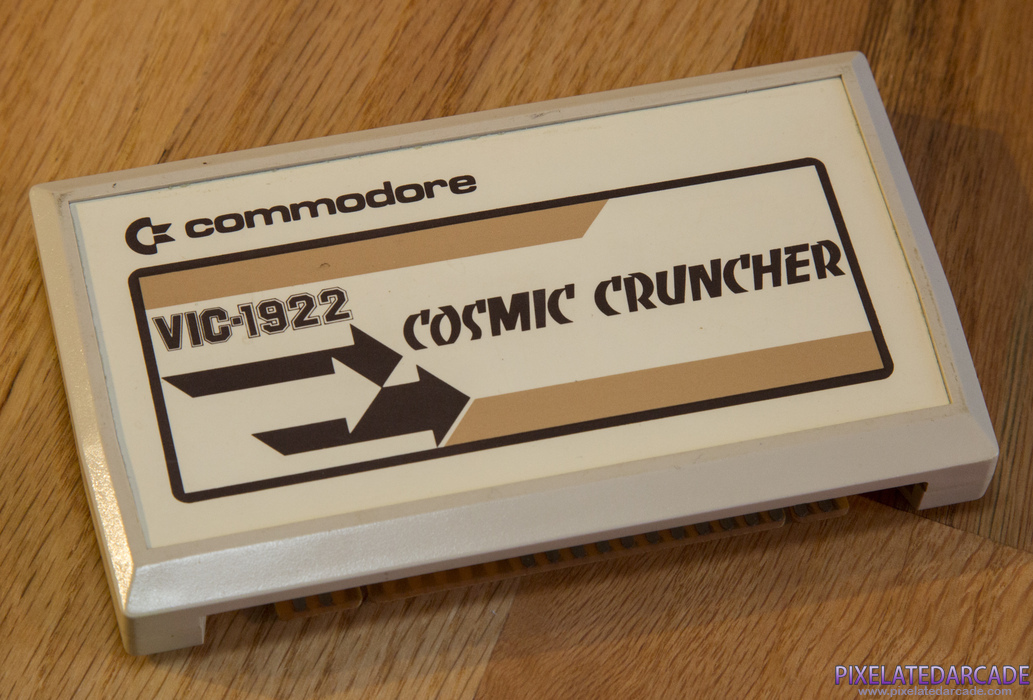 commodore
VIC-1922
COSMIC CRUNCHER
PIXELATEDARCADE
www.pixelatedarcade.com